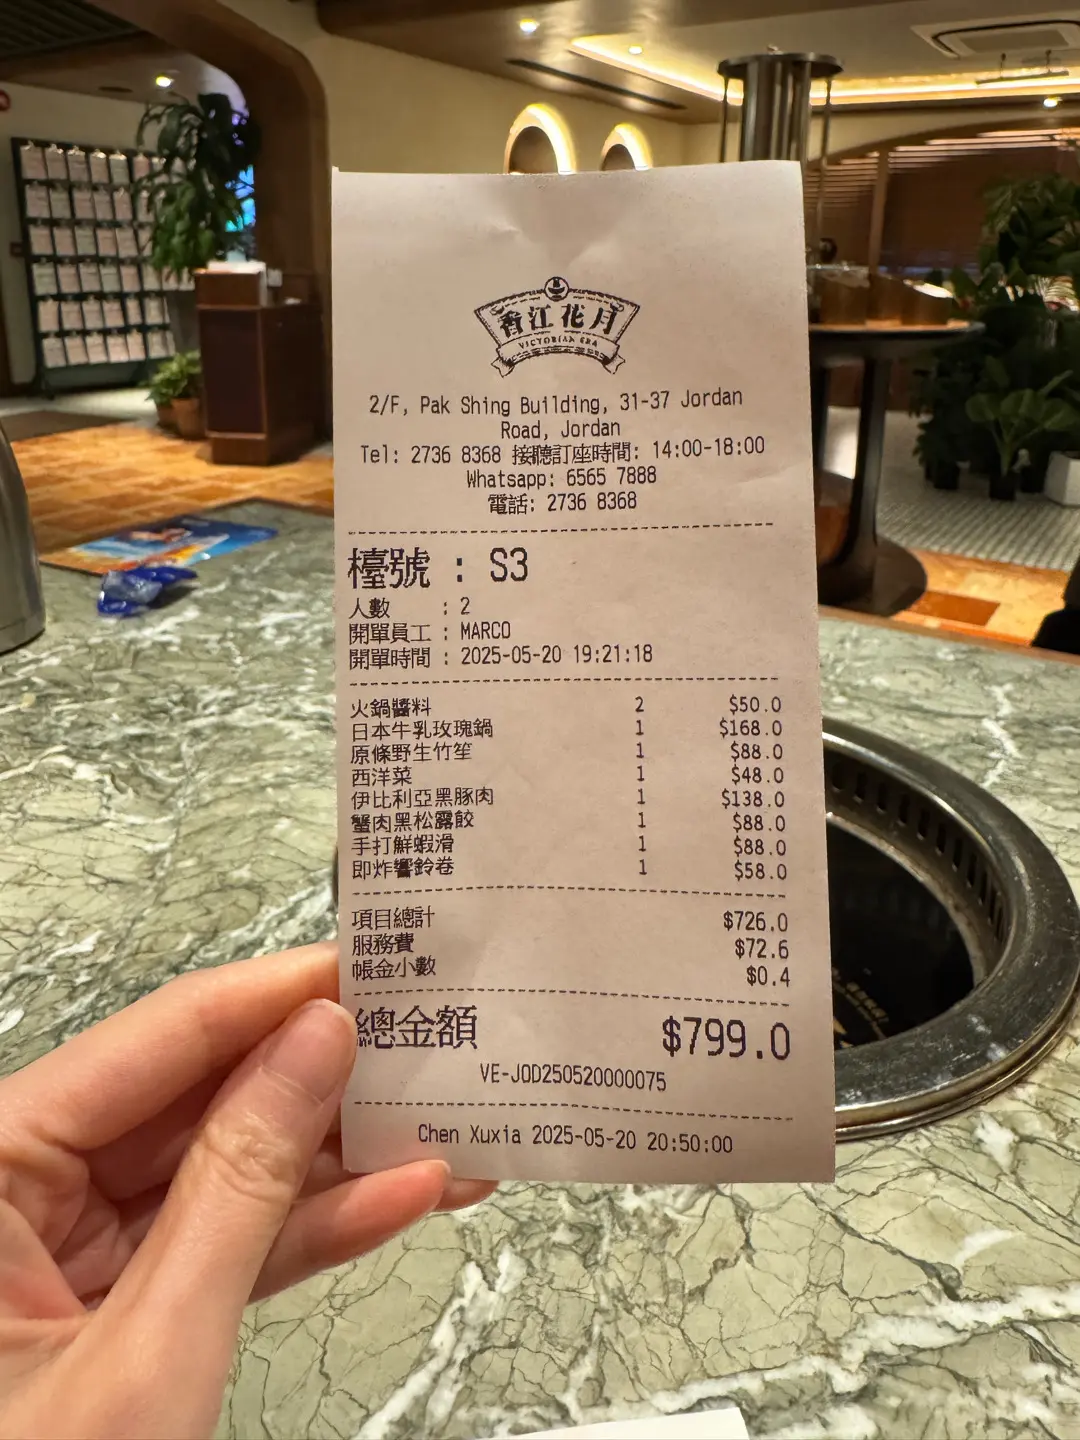 香江花月
VICTORIAN ERA
2/F, Pak Shing Building, 31-37 Jordan
Road, Jordan
Tel: 2736 8368 接聽訂座時間: 14:00-18:00
Whatsapp: 6565 7888
電話: 2736 8368
檯號 : S3
人數 : 2
開單員工 : MARCO
開單時間 : 2025-05-20 19:21:18
火鍋醬料 2 $50.0
日本牛乳玫瑰鍋 1 $168.0
原條野生竹笙 1 $88.0
西洋菜 1 $48.0
伊比利亞黑豚肉 1 $138.0
蟹肉黑松露餃 1 $88.0
手打鮮蝦滑 1 $88.0
即炸響鈴卷 1 $58.0
項目總計 $726.0
服務費 $72.6
帳金小數 $0.4
總金額 $799.0
VE-JOD250520000075
Chen Xuxia 2025-05-20 20:50:00